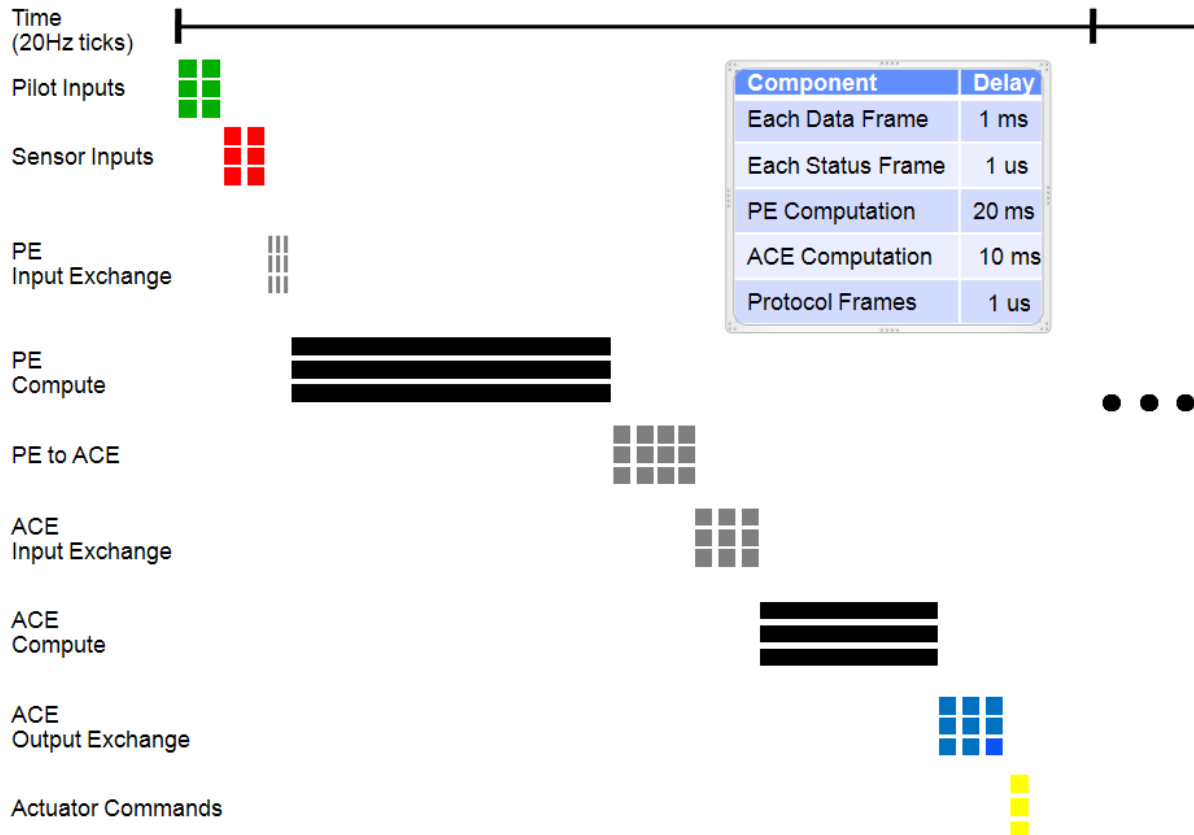 Time
(20Hz ticks)
Pilot Inputs
Sensor Inputs
PE
Input Exchange
PE
Compute
PE to ACE
ACE
Input Exchange
ACE
Compute
ACE
Output Exchange
Actuator Commands
Component Delay
Each Data Frame 1 ms
Each Status Frame 1 us
PE Computation 20 ms
ACE Computation 10 ms
Protocol Frames 1 us